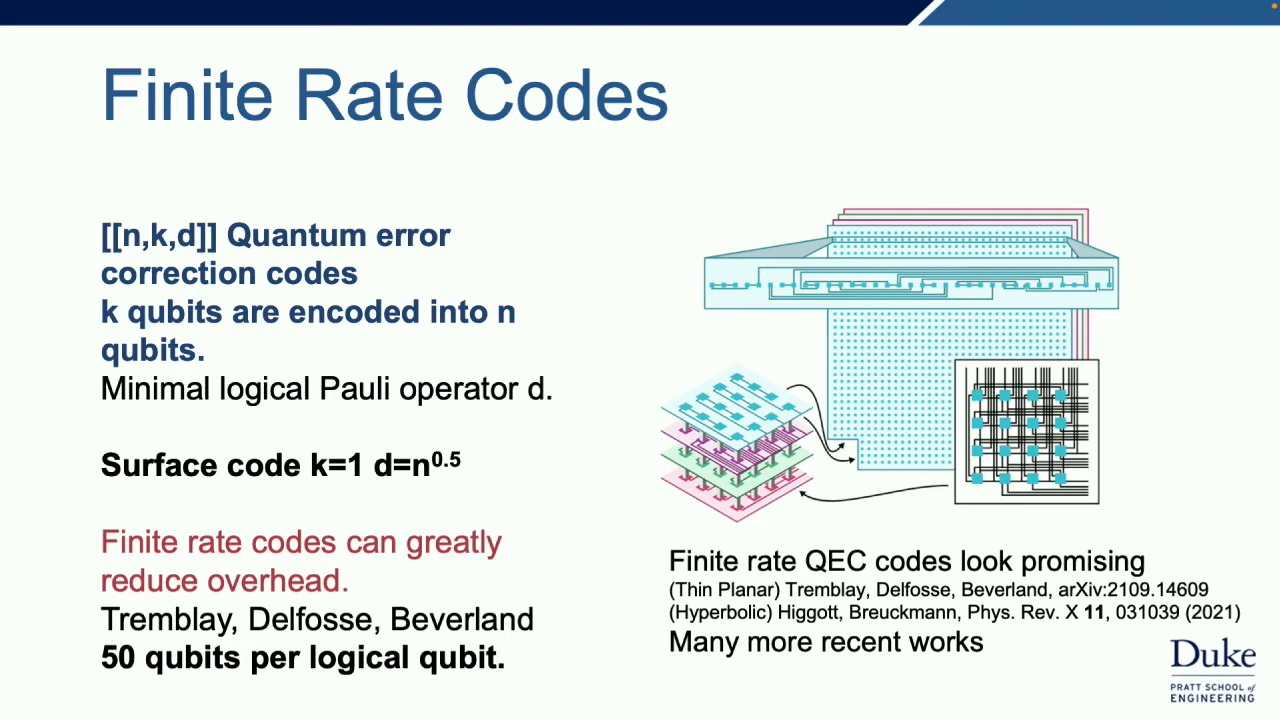 Finite Rate Codes
[[n,k,d]] Quantum error
correction codes
k qubits are encoded into n
qubits.
Minimal logical Pauli operator d.
Surface code k=1 d=n^0.5
Finite rate codes can greatly
reduce overhead.
Tremblay, Delfosse, Beverland
50 qubits per logical qubit.
Finite rate QEC codes look promising
(Thin Planar) Tremblay, Delfosse, Beverland, arXiv:2109.14609
(Hyperbolic) Higgott, Breuckmann, Phys. Rev. X 11, 031039 (2021)
Many more recent works
Duke
PRATT SCHOOL of
ENGINEERING